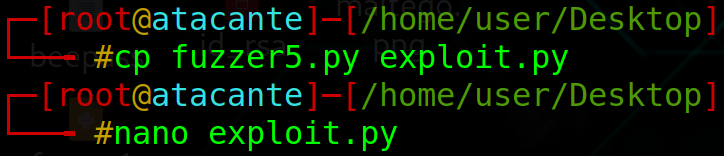 ┌─[root@atacante]─[/home/user/Desktop]
└──╼ #cp fuzzer5.py exploit.py
┌─[root@atacante]─[/home/user/Desktop]
└──╼ #nano exploit.py